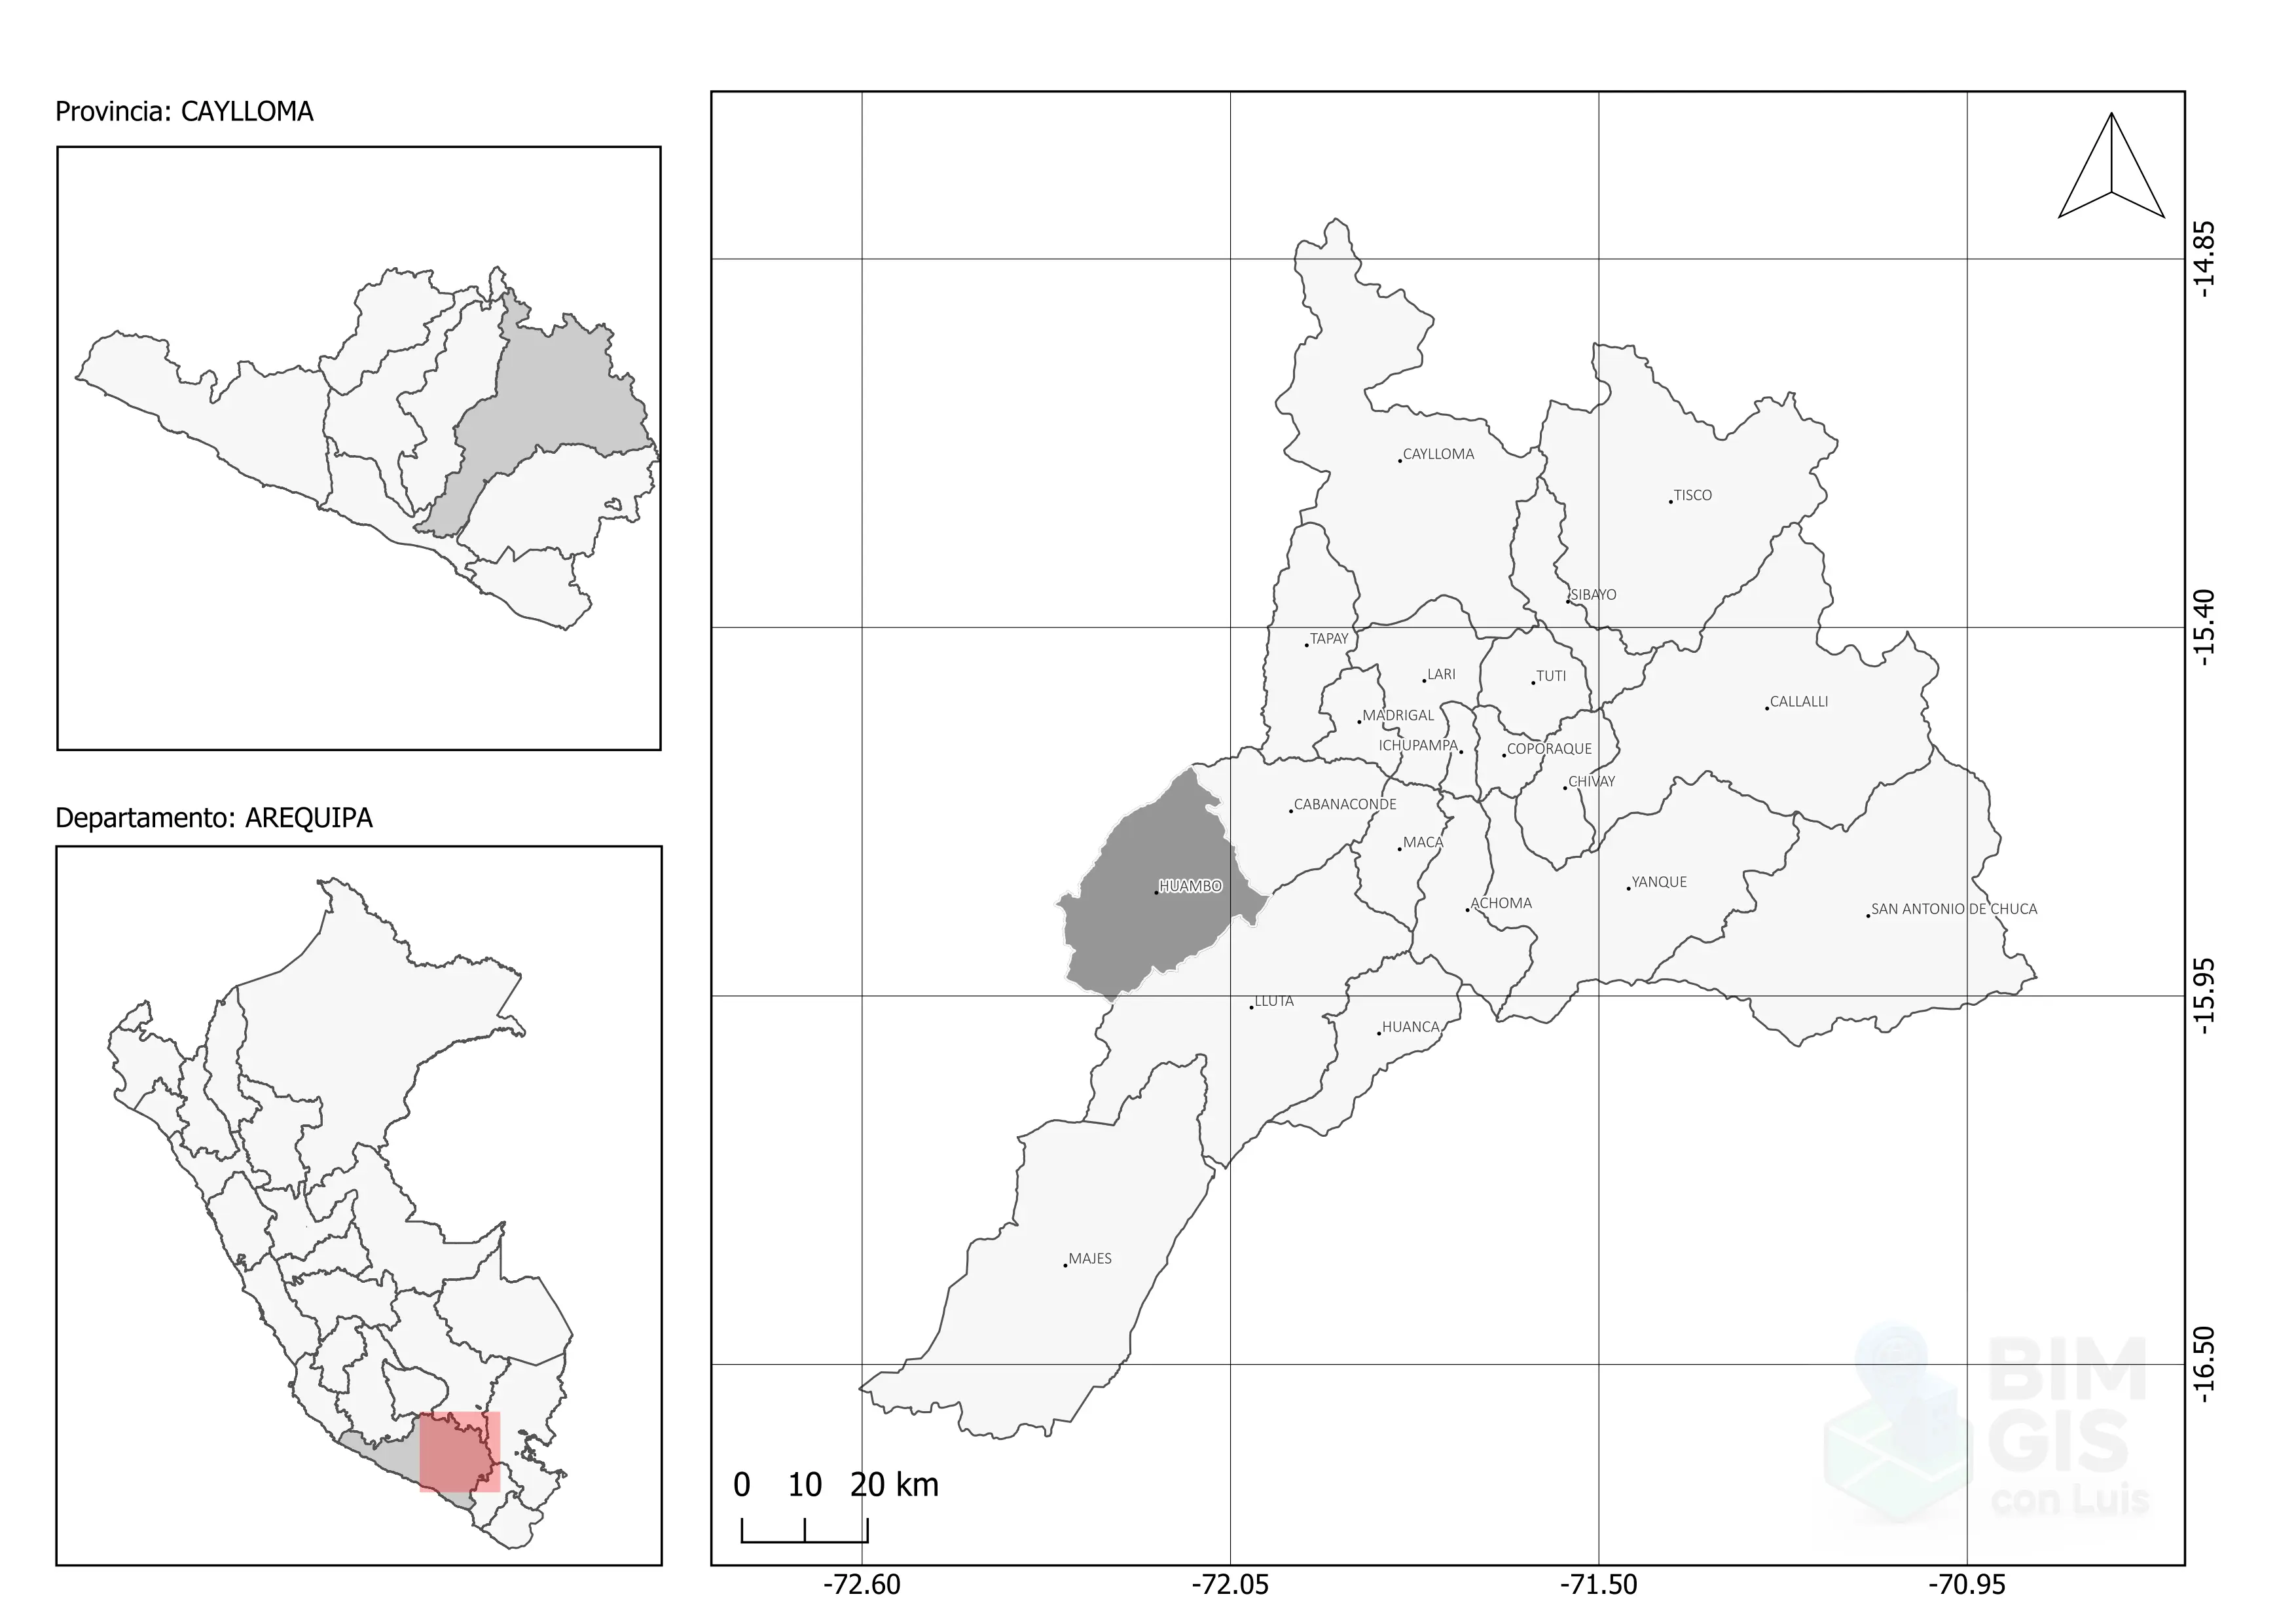 Provincia: CAYLLOMA
Departamento: AREQUIPA
CAYLLOMA
TISCO
SIBAYO
TAPAY
LARI
TUTI
CALLALLI
MADRIGAL
ICHUPAMPA
COPORAQUE
CHIVAY
CABANACONDE
MACA
HUAMBO
YANQUE
ACHOMA
SAN ANTONIO DE CHUCA
LLUTA
HUANCA
MAJES
-14.85
-15.40
-15.95
-16.50
0 10 20 km
-72.60 -72.05 -71.50 -70.95
BIM
GIS
con Luis